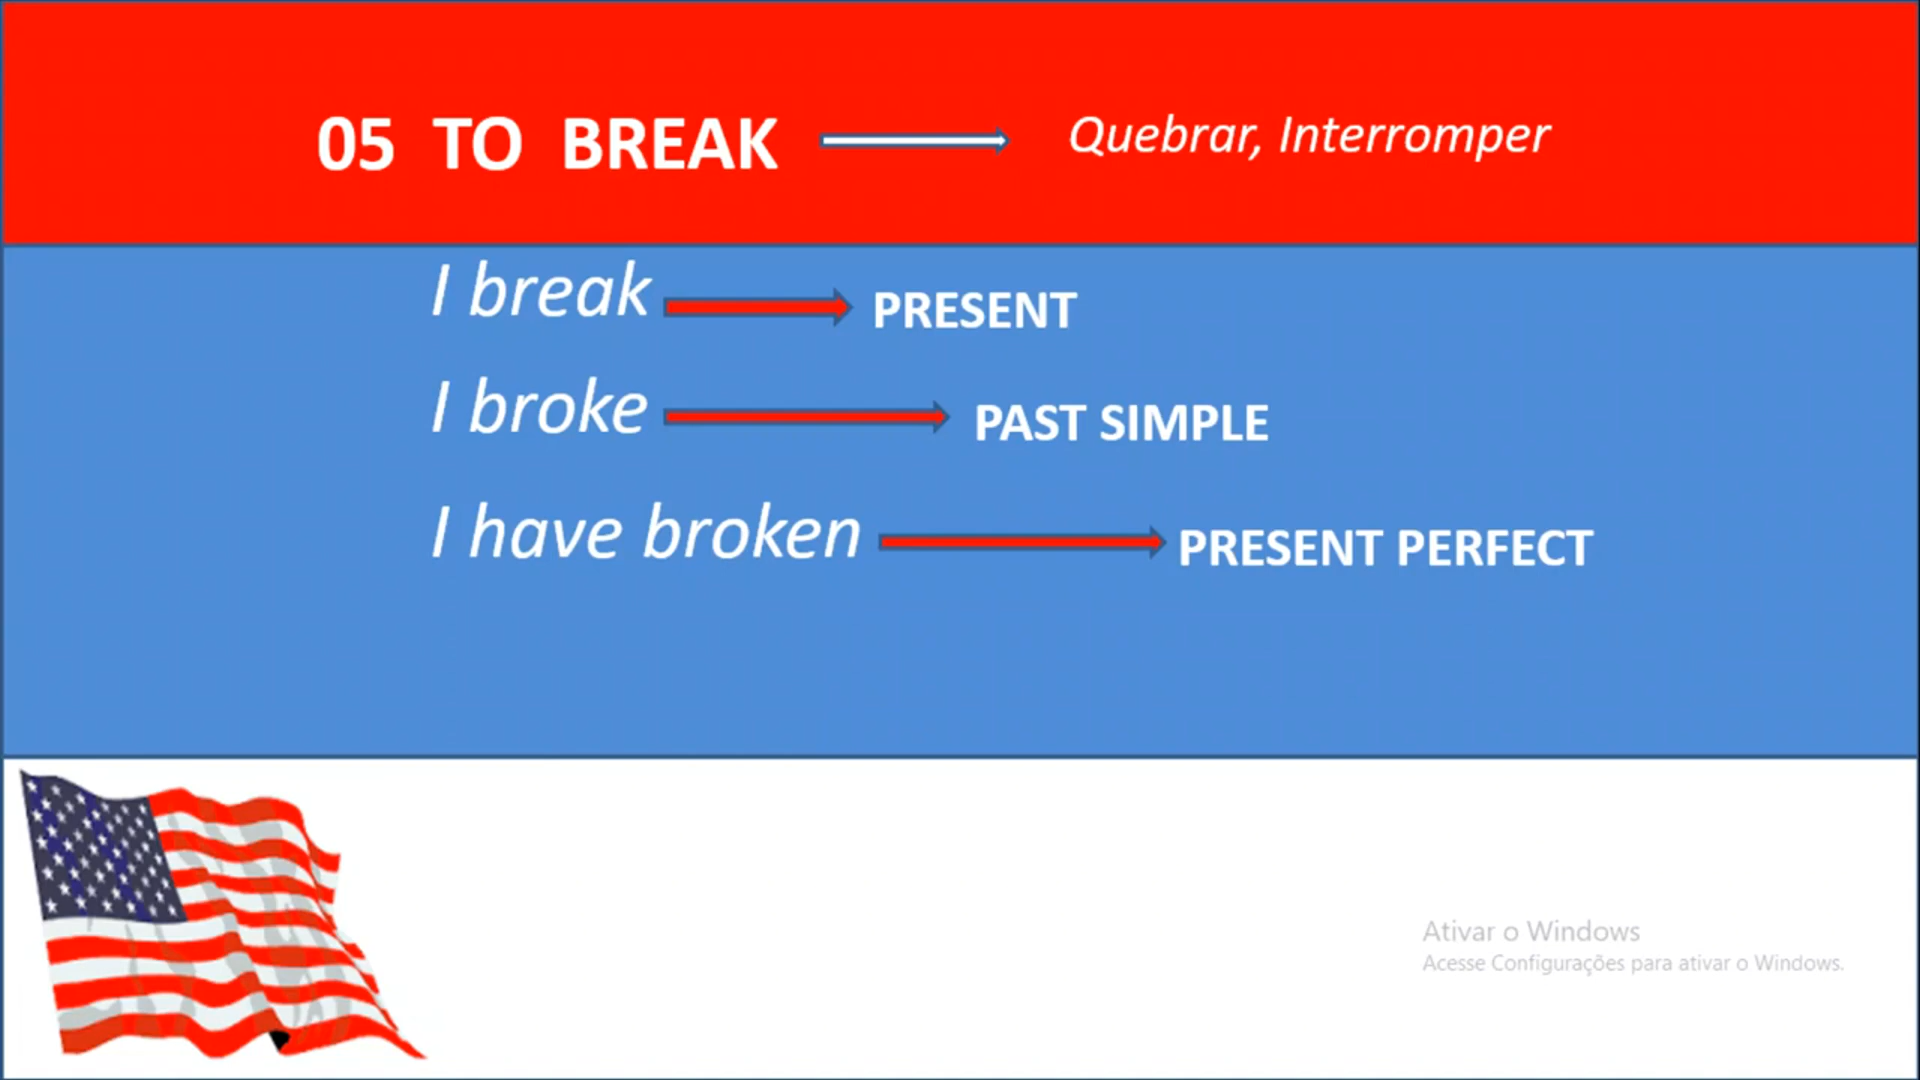 05 TO BREAK Quebrar, Interromper
I break PRESENT
I broke PAST SIMPLE
I have broken PRESENT PERFECT
Ativar o Windows
Acesse Configurações para ativar o Windows.